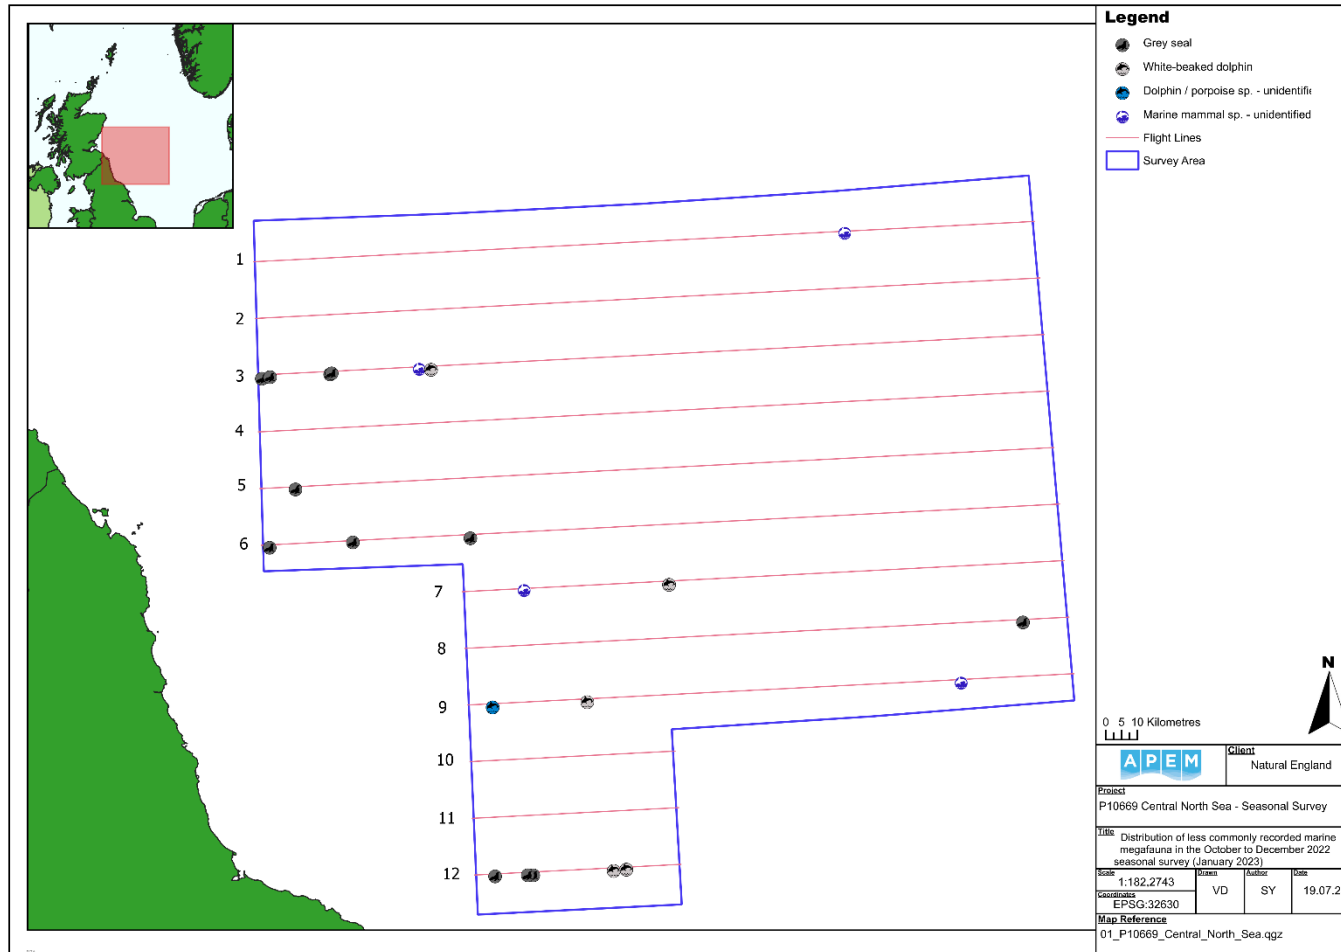 Legend
Grey seal
White-beaked dolphin
Dolphin / porpoise sp. - unidentifie
Marine mammal sp. - unidentified
Flight Lines
Survey Area
1
2
3
4
5
6
7
8
9
10
11
12
N
0 5 10 Kilometres
APEM
Client
Natural England
Project
P10669 Central North Sea - Seasonal Survey
Title
Distribution of less commonly recorded marine
megafauna in the October to December 2022
seasonal survey (January 2023)
Scale
1:182,2743
Coordinates
EPSG:32630
Drawn
VD
Author
SY
Date
19.07.2
Map Reference
01_P10669_Central_North_Sea.qgz